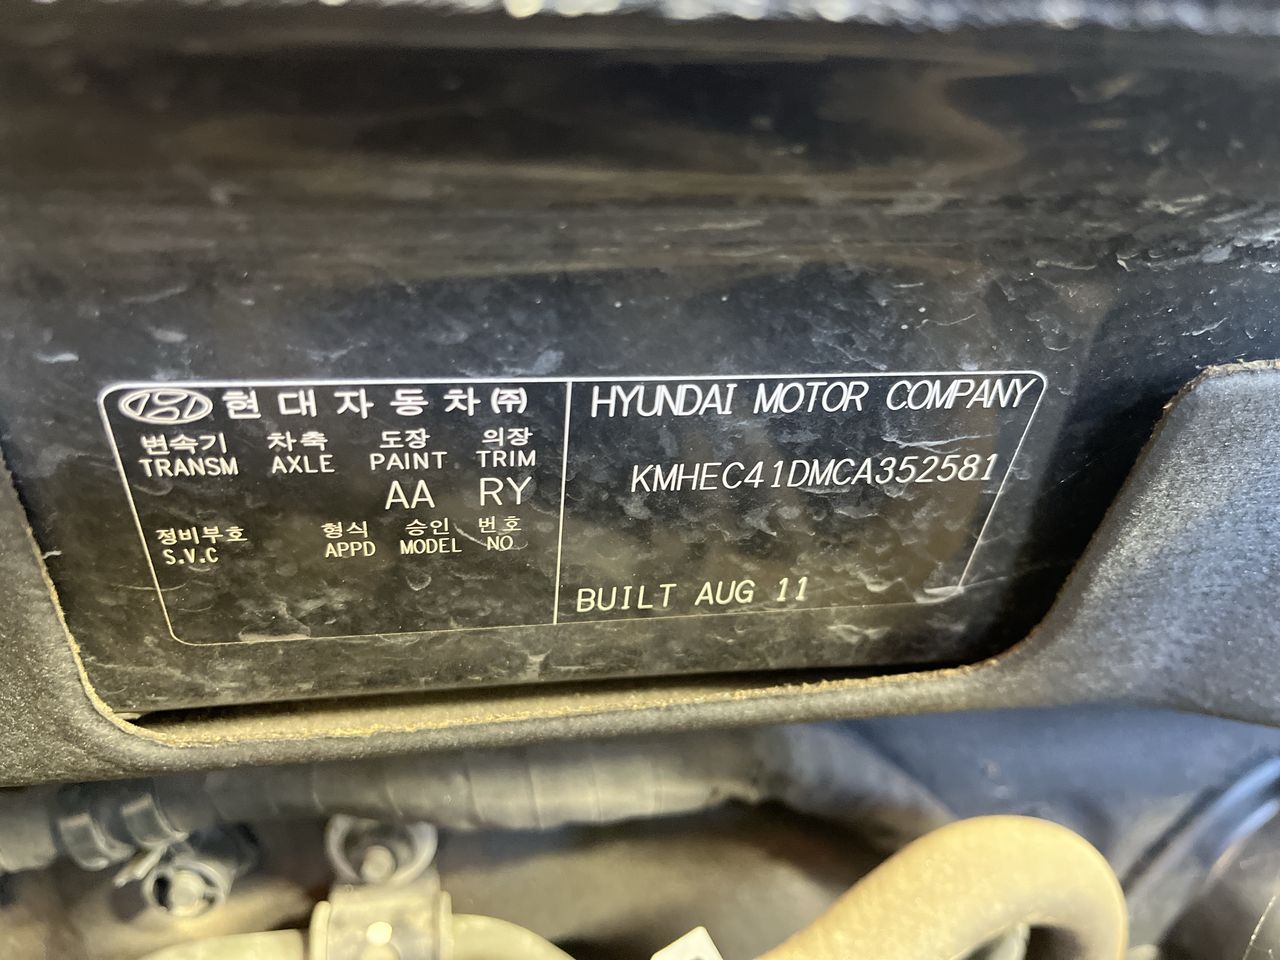 현대자동차㈜
변속기 차축 도장 의장
TRANSM AXLE PAINT TRIM
AA RY
정비부호 형식 승인 번호
S.V.C APPD MODEL NO
HYUNDAI MOTOR COMPANY
KMHEC41DMCA352581
BUILT AUG 11